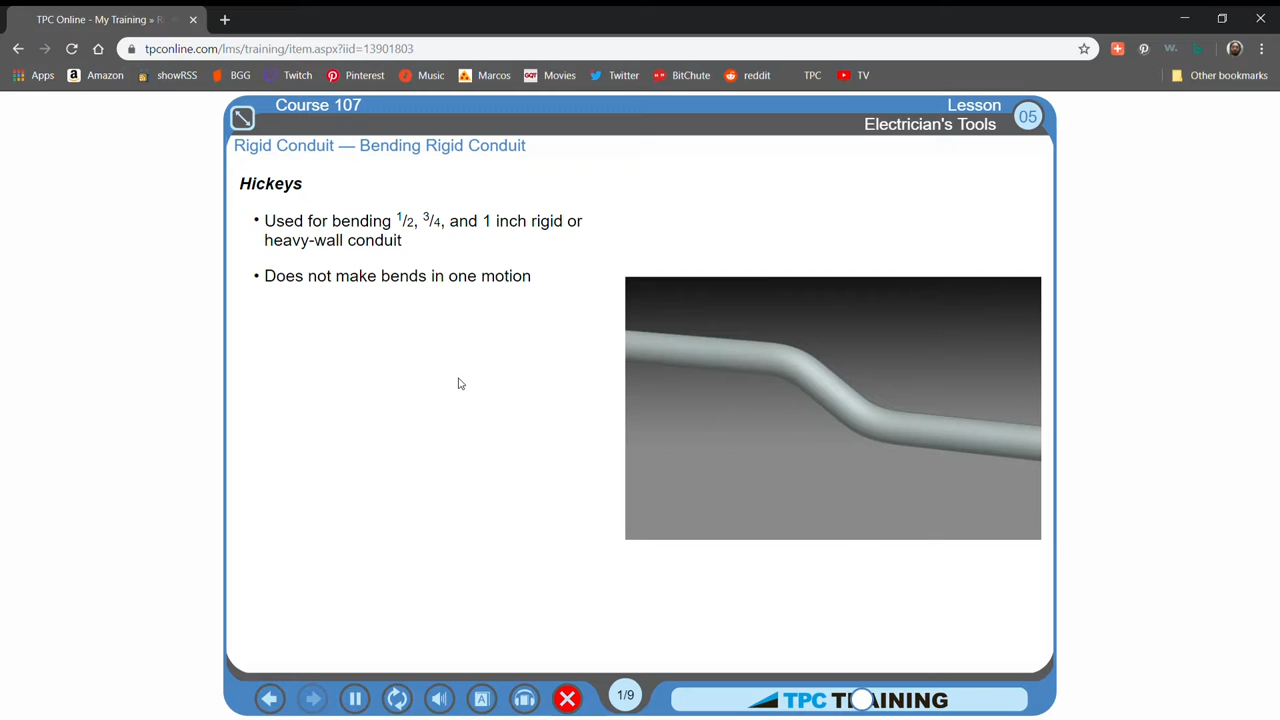 TPC Online - My Training » R
tpconline.com/lms/training/item.aspx?iid=13901803
Apps Amazon showRSS BGG Twitch Pinterest Music Marcos GQT Movies Twitter BitChute reddit TPC TV Other bookmarks
Course 107
Lesson 05
Electrician's Tools
Rigid Conduit — Bending Rigid Conduit
Hickeys
• Used for bending 1/2, 3/4, and 1 inch rigid or
heavy-wall conduit
• Does not make bends in one motion
A
1/9
TPC TRAINING